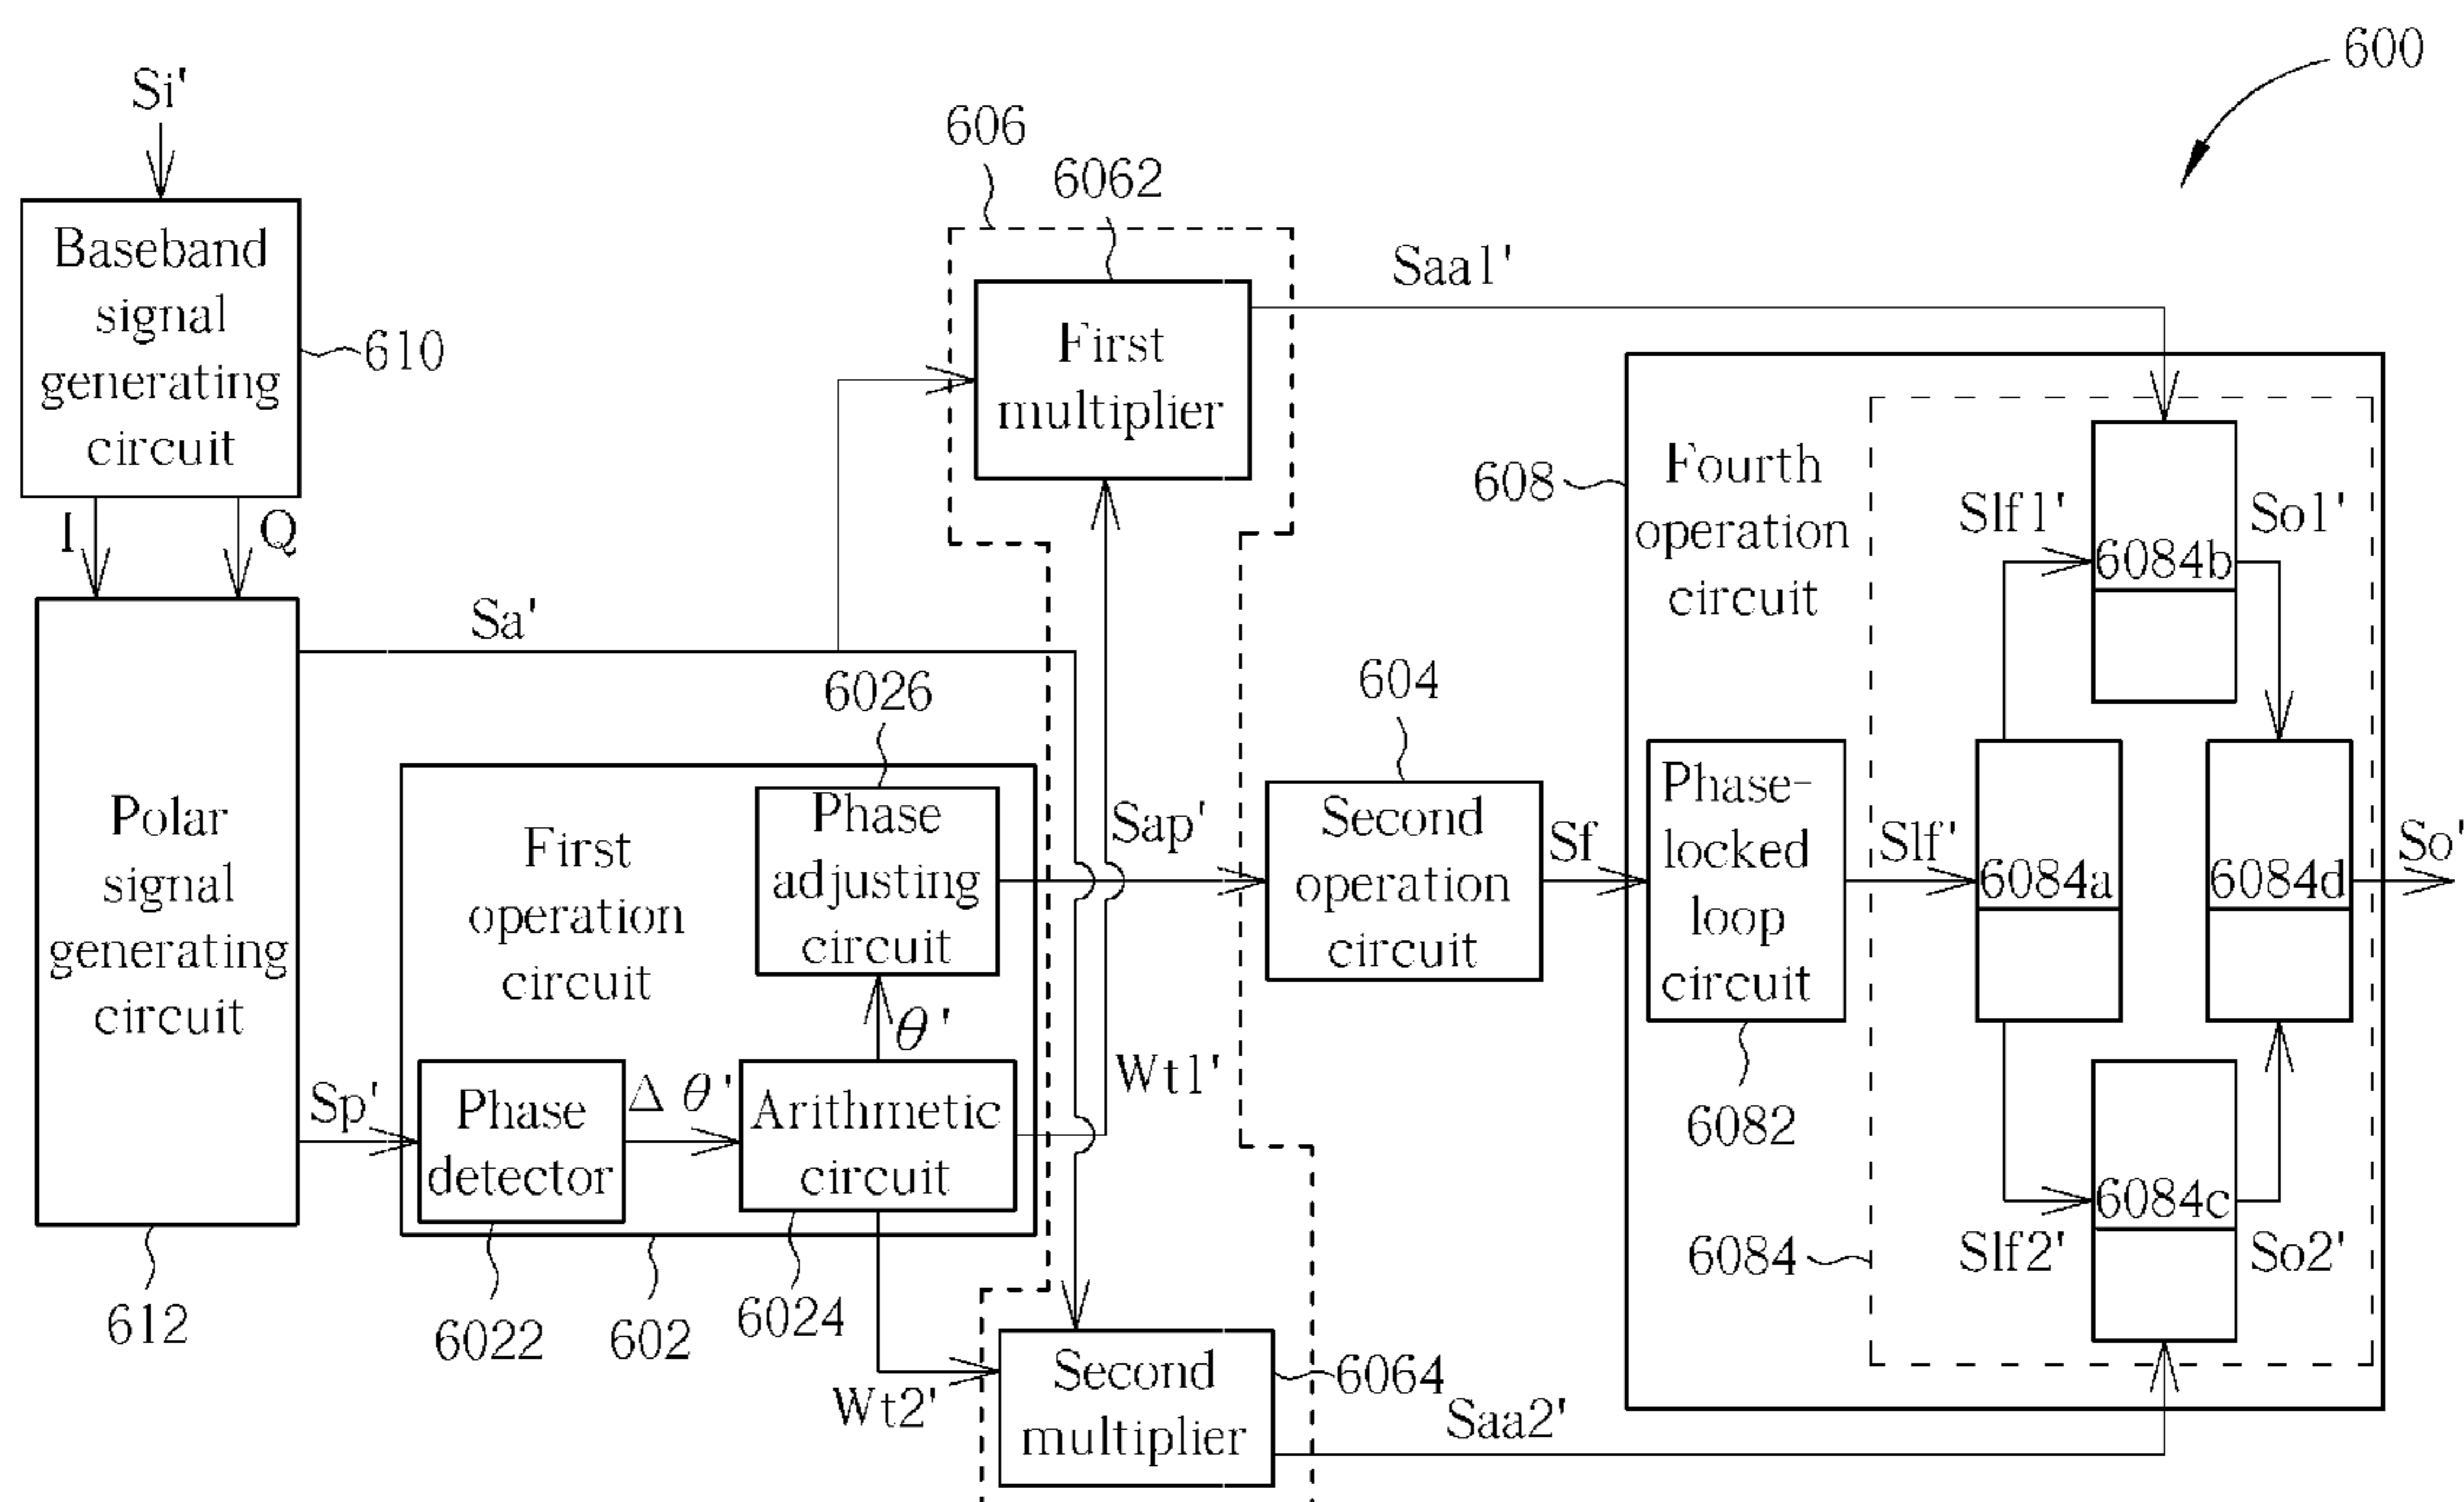 600
Si'
606
6062
Baseband
signal
generating
circuit
610
Saa1'
First
multiplier
I
Q
608
Fourth
operation
circuit
Slf1'
6084b
So1'
Sa'
6026
604
Polar
signal
generating
circuit
First
operation
circuit
Phase
adjusting
circuit
Sap'
Second
operation
circuit
Sf
Phase-
locked
loop
circuit
Slf'
6084a
6084d
So'
θ'
Wt1'
Sp'
Phase
detector
Δ θ'
Arithmetic
circuit
6082
6084c
6084
Slf2'
So2'
612
6022
602
6024
Wt2'
Second
multiplier
6064
Saa2'